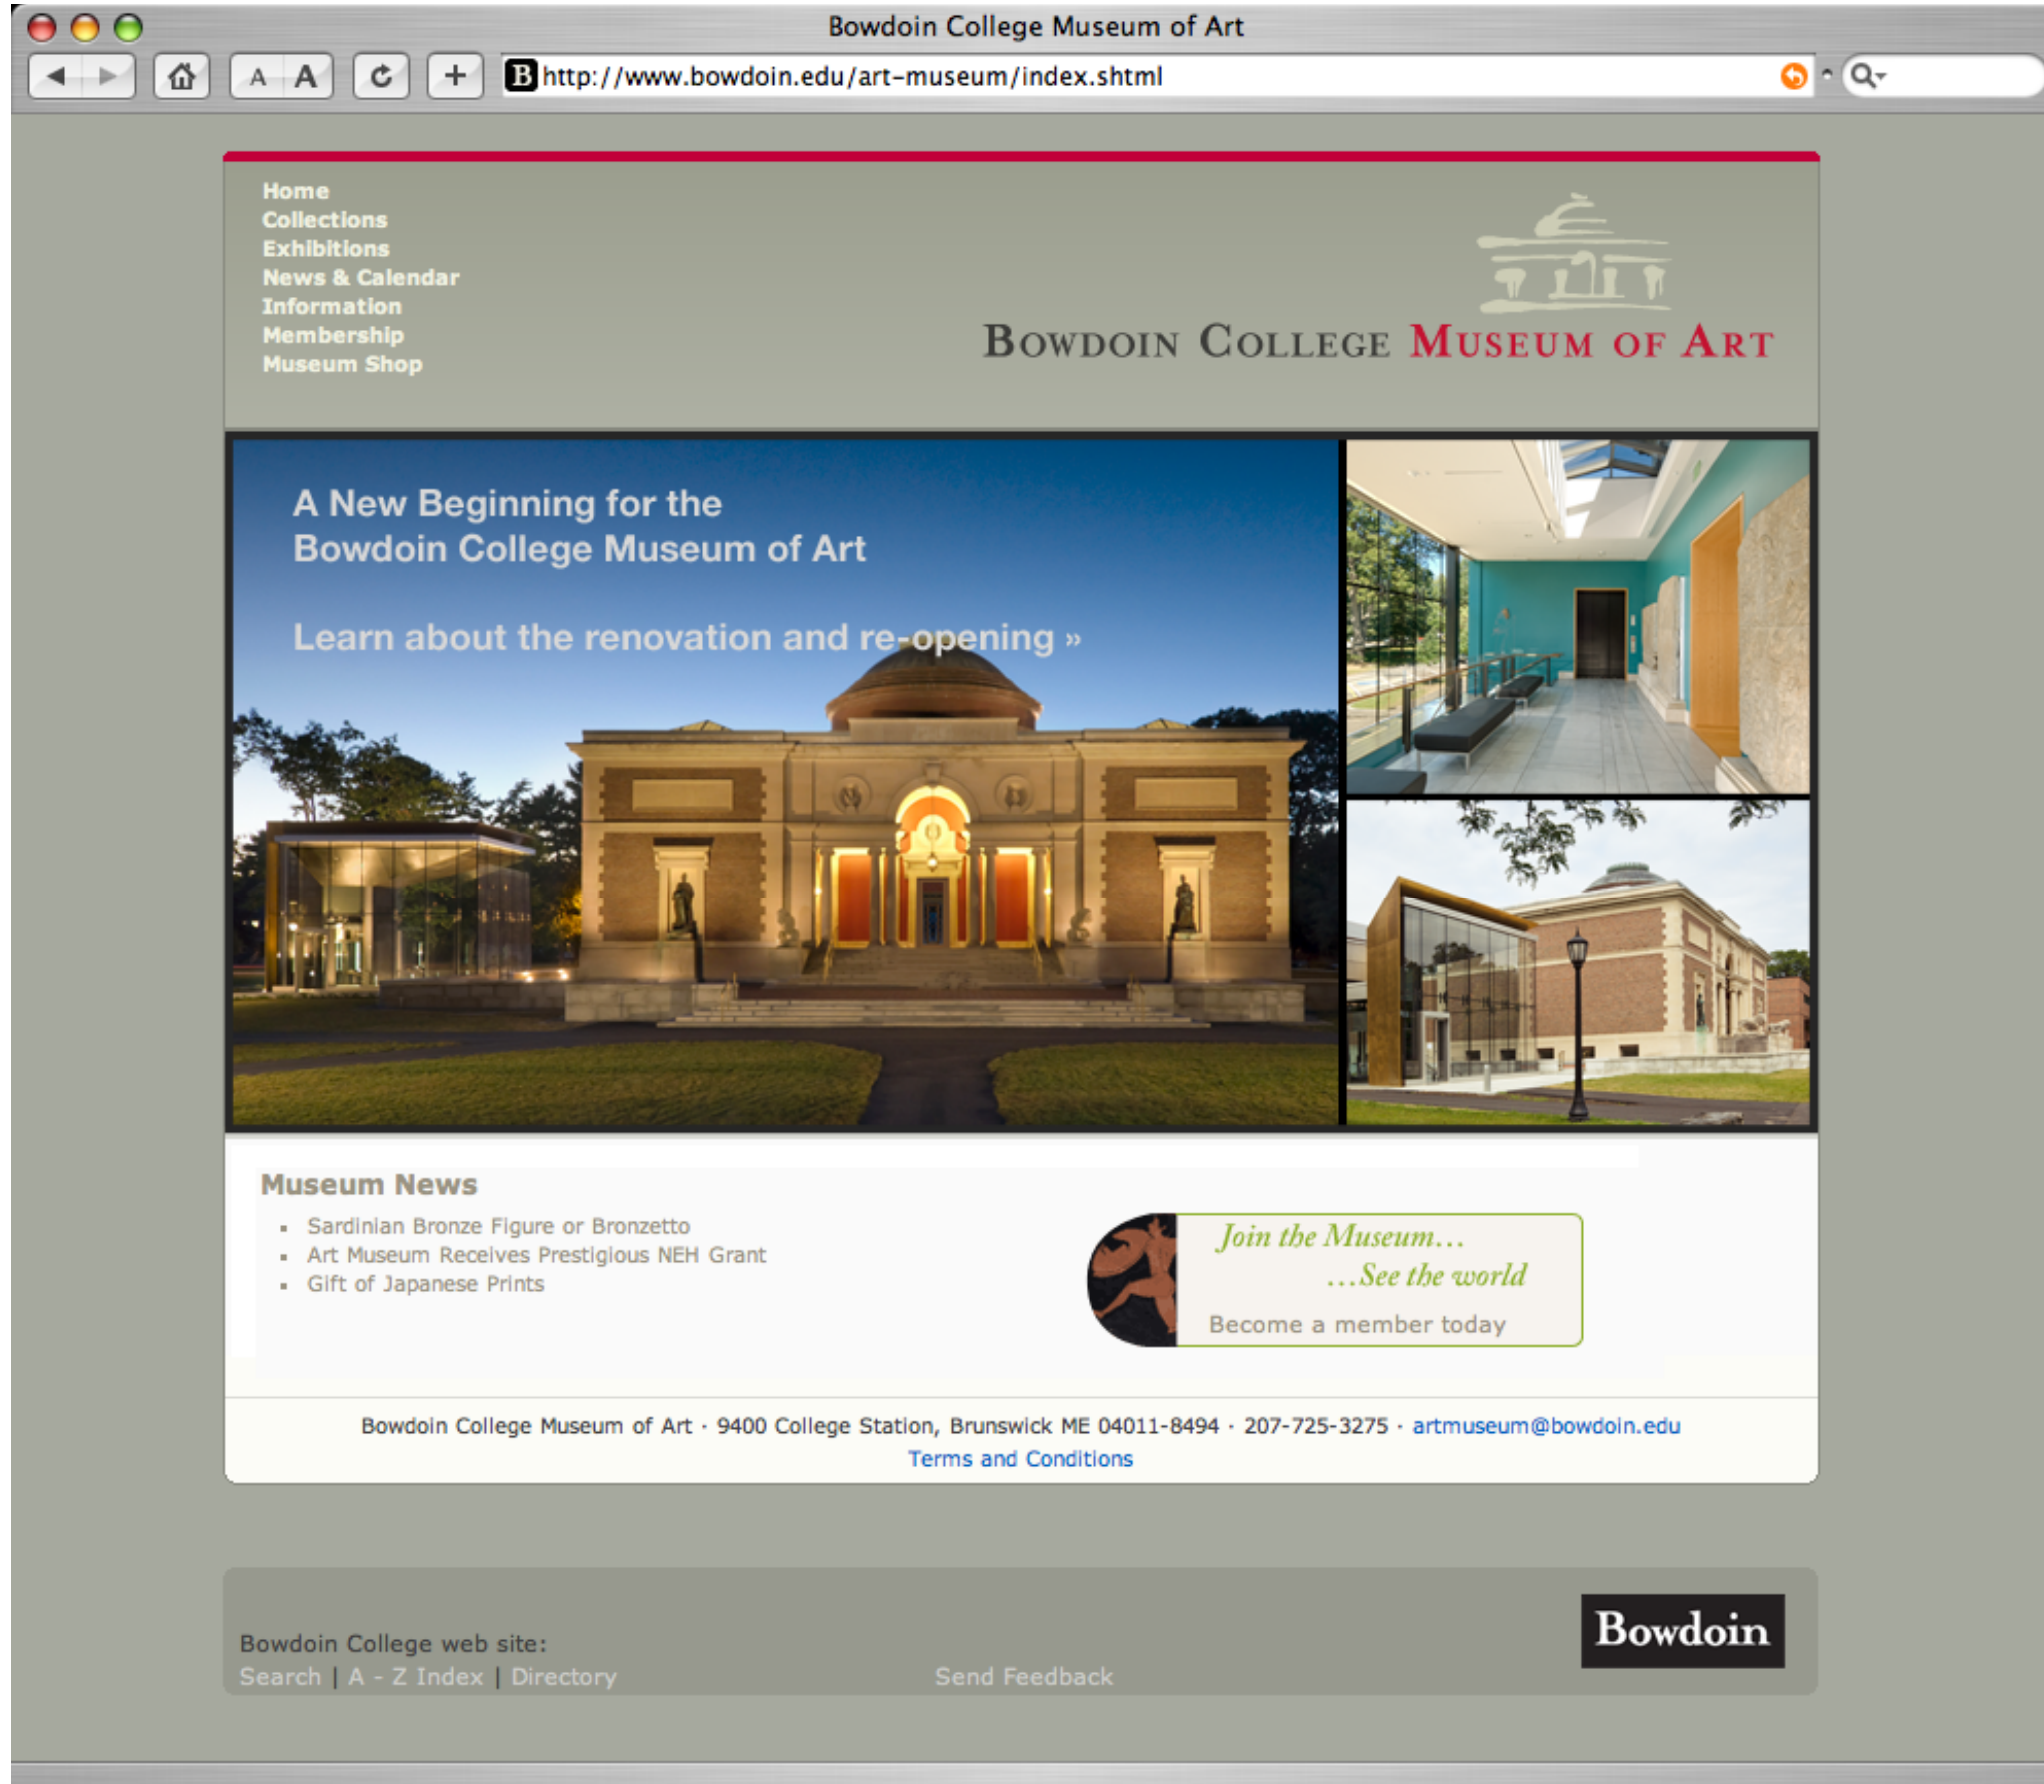 Bowdoin College Museum of Art
A A
B http://www.bowdoin.edu/art-museum/index.shtml
Home
Collections
Exhibitions
News & Calendar
Information
Membership
Museum Shop
BOWDOIN COLLEGE MUSEUM OF ART
A New Beginning for the
Bowdoin College Museum of Art
Learn about the renovation and re-opening »
Museum News
▪ Sardinian Bronze Figure or Bronzetto
▪ Art Museum Receives Prestigious NEH Grant
▪ Gift of Japanese Prints
Join the Museum...
...See the world
Become a member today
Bowdoin College Museum of Art · 9400 College Station, Brunswick ME 04011-8494 · 207-725-3275 · artmuseum@bowdoin.edu
Terms and Conditions
Bowdoin
Bowdoin College web site:
Search | A - Z Index | Directory
Send Feedback